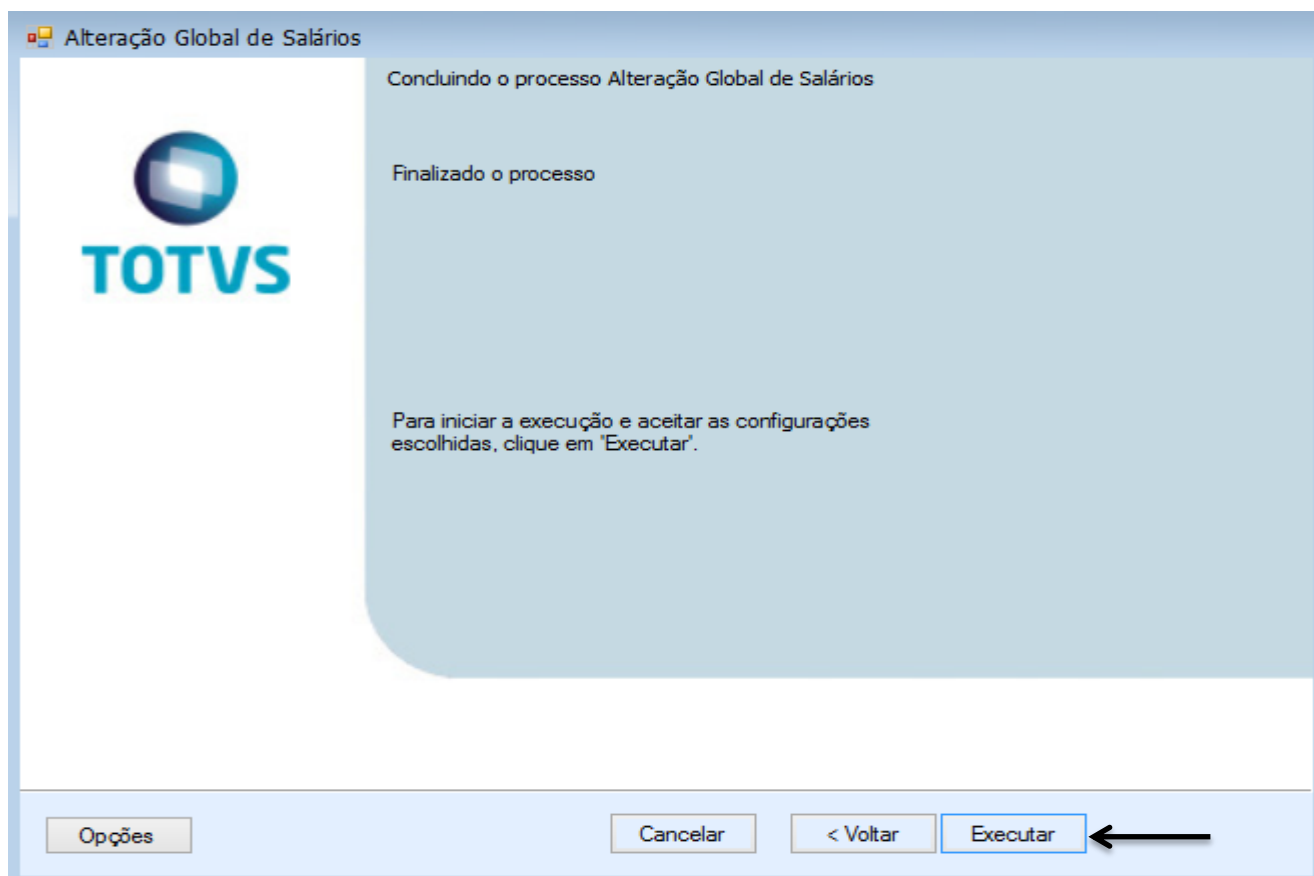 Alteração Global de Salários
Concluindo o processo Alteração Global de Salários
Finalizado o processo
TOTVS
Para iniciar a execução e aceitar as configurações
escolhidas, clique em 'Executar'.
Opções
Cancelar
< Voltar
Executar